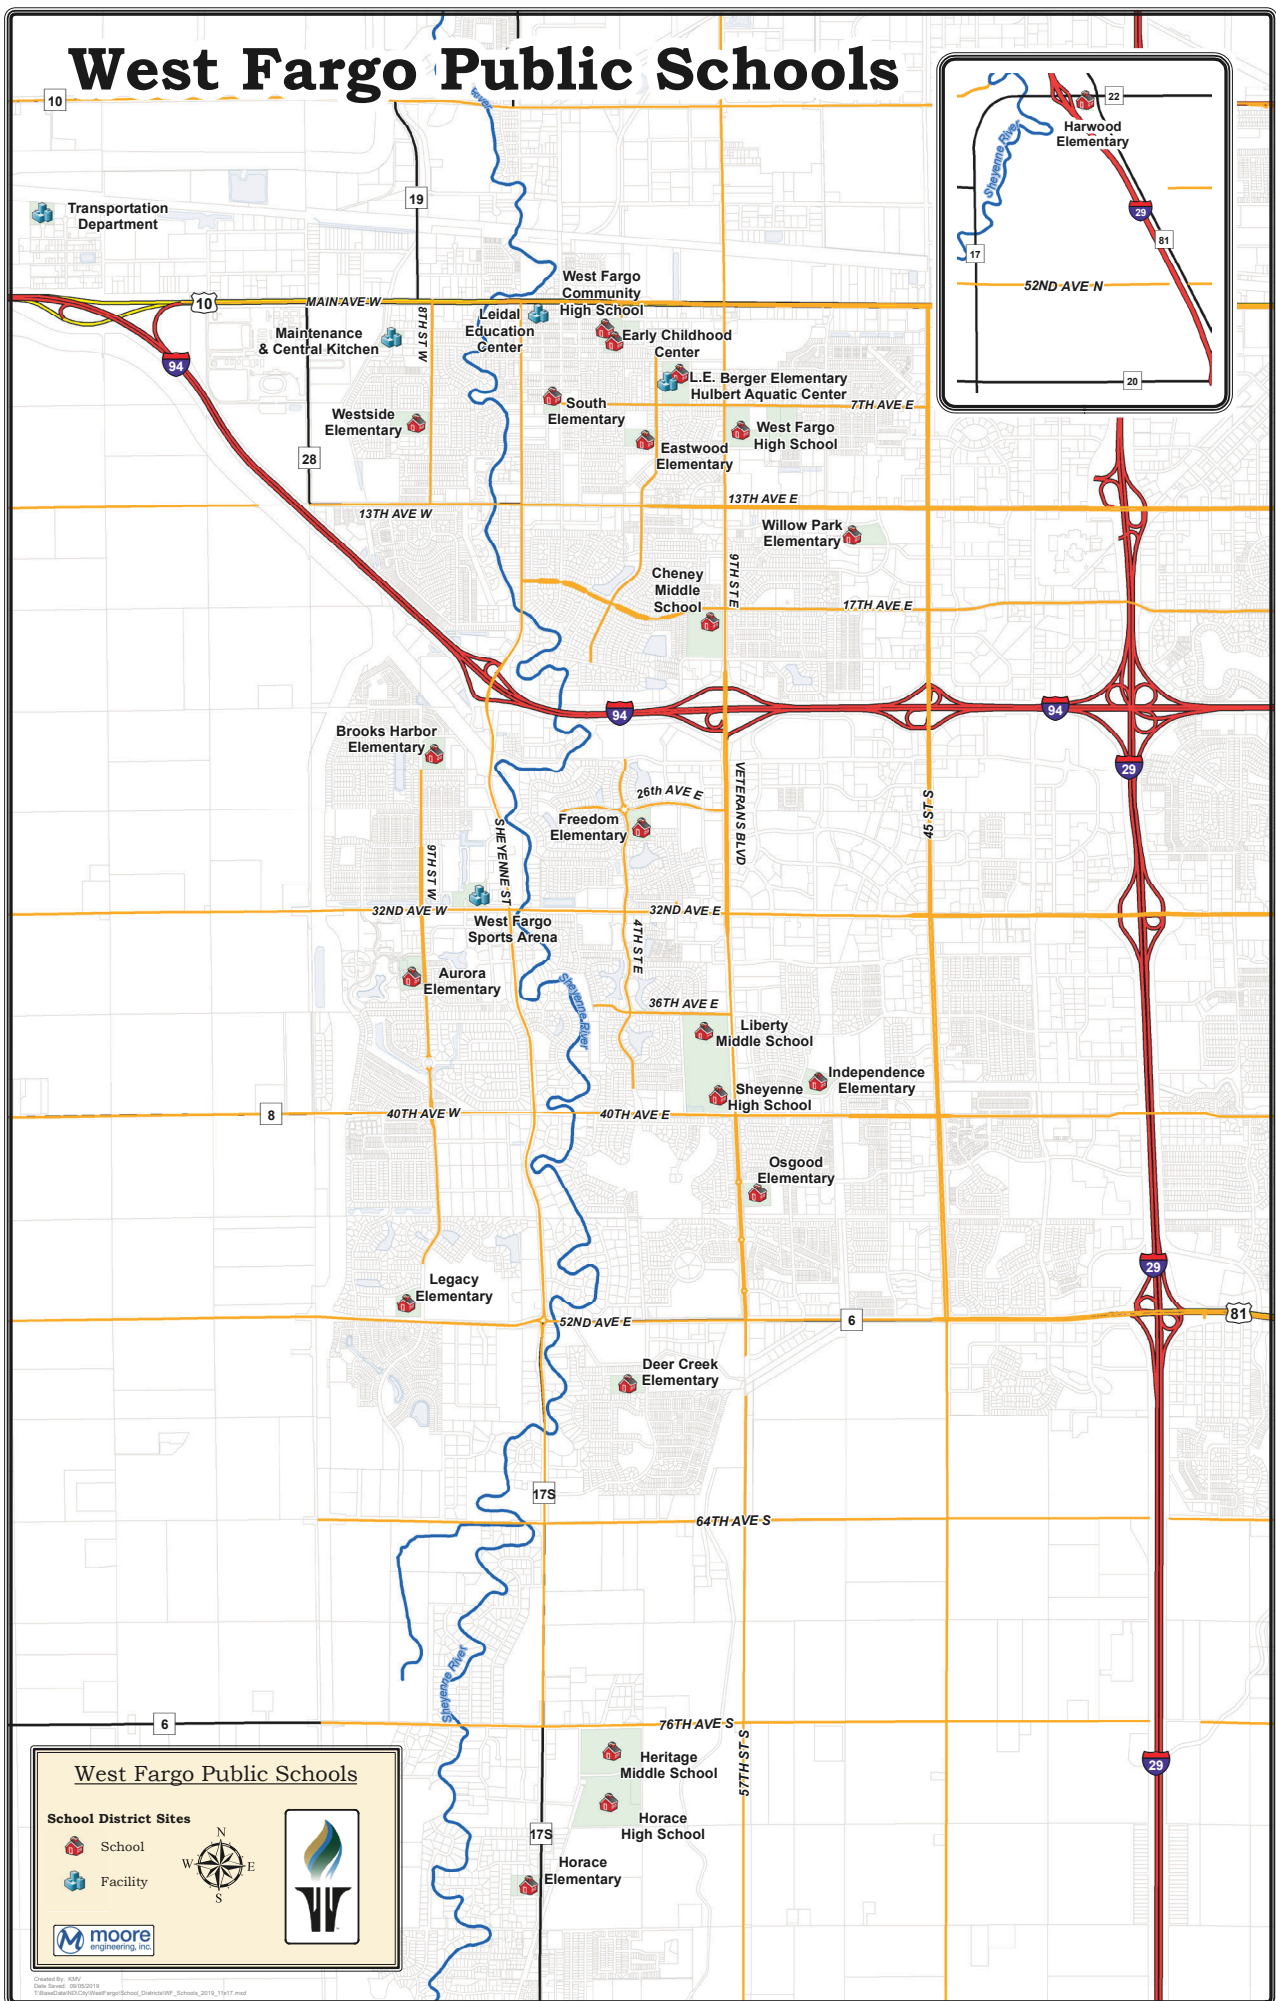 West Fargo Public Schools
10
22
Harwood
Elementary
Sheyenne River
29
17
81
52ND AVE N
20
19
Transportation
Department
10
MAIN AVE W
West Fargo
Community
High School
Leidal
Education
Center
Maintenance
& Central Kitchen
8TH ST W
Early Childhood
Center
94
L.E. Berger Elementary
Hulbert Aquatic Center
7TH AVE E
South
Elementary
Westside
Elementary
West Fargo
High School
Eastwood
Elementary
28
13TH AVE W
13TH AVE E
Willow Park
Elementary
9TH ST E
Cheney
Middle
School
17TH AVE E
94
94
29
Brooks Harbor
Elementary
VETERANS BLVD
26th AVE E
45 ST S
Freedom
Elementary
SHEYENNE ST
9TH ST W
32ND AVE W
32ND AVE E
West Fargo
Sports Arena
4TH ST E
Aurora
Elementary
Sheyenne River
36TH AVE E
Liberty
Middle School
Independence
Elementary
Sheyenne
High School
8
40TH AVE W
40TH AVE E
Osgood
Elementary
29
Legacy
Elementary
52ND AVE E
6
81
Deer Creek
Elementary
17S
64TH AVE S
Sheyenne River
6
76TH AVE S
57TH ST S
Heritage
Middle School
29
Horace
High School
17S
Horace
Elementary
West Fargo Public Schools
School District Sites
School
Facility
N
W
E
S
moore
engineering, inc.
Created By: KMV
Date Saved: 09/05/2019